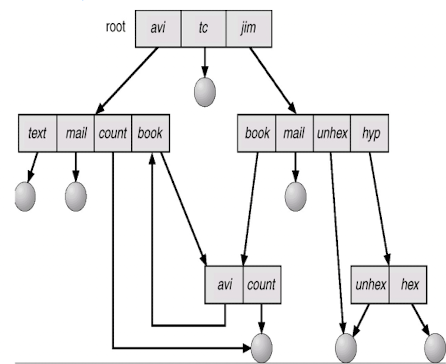 root avi tc jim
text mail count book
book mail unhex hyp
avi count
unhex hex